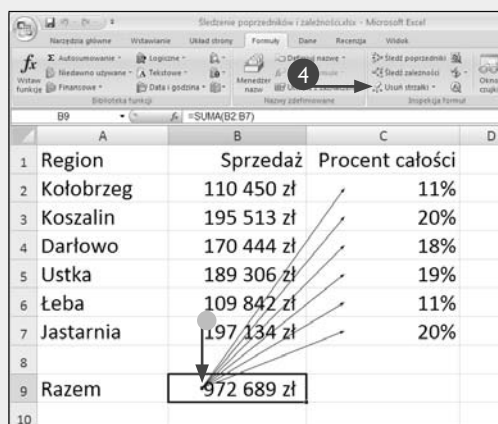 Śledzenie poprzedników i zależności.xlsx - Microsoft Excel
Narzędzia główne Wstawianie Układ strony Formuły Dane Recenzja Widok
fx Σ Autosumowanie Logiczne Śledź poprzedniki
Wstaw funkcję Niedawno używane Tekstowe Menedżer nazw 4 Śledź zależności Okno
Finansowe Data i godzina Usuń strzałki
Biblioteka funkcji Nazwy zdefiniowane Inspekcja formuł
B9 fx =SUMA(B2:B7)
A B C D
1 Region Sprzedaż Procent całości
2 Kołobrzeg 110 450 zł 11%
3 Koszalin 195 513 zł 20%
4 Darłowo 170 444 zł 18%
5 Ustka 189 306 zł 19%
6 Łeba 109 842 zł 11%
7 Jastarnia 197 134 zł 20%
8
9 Razem 972 689 zł
10